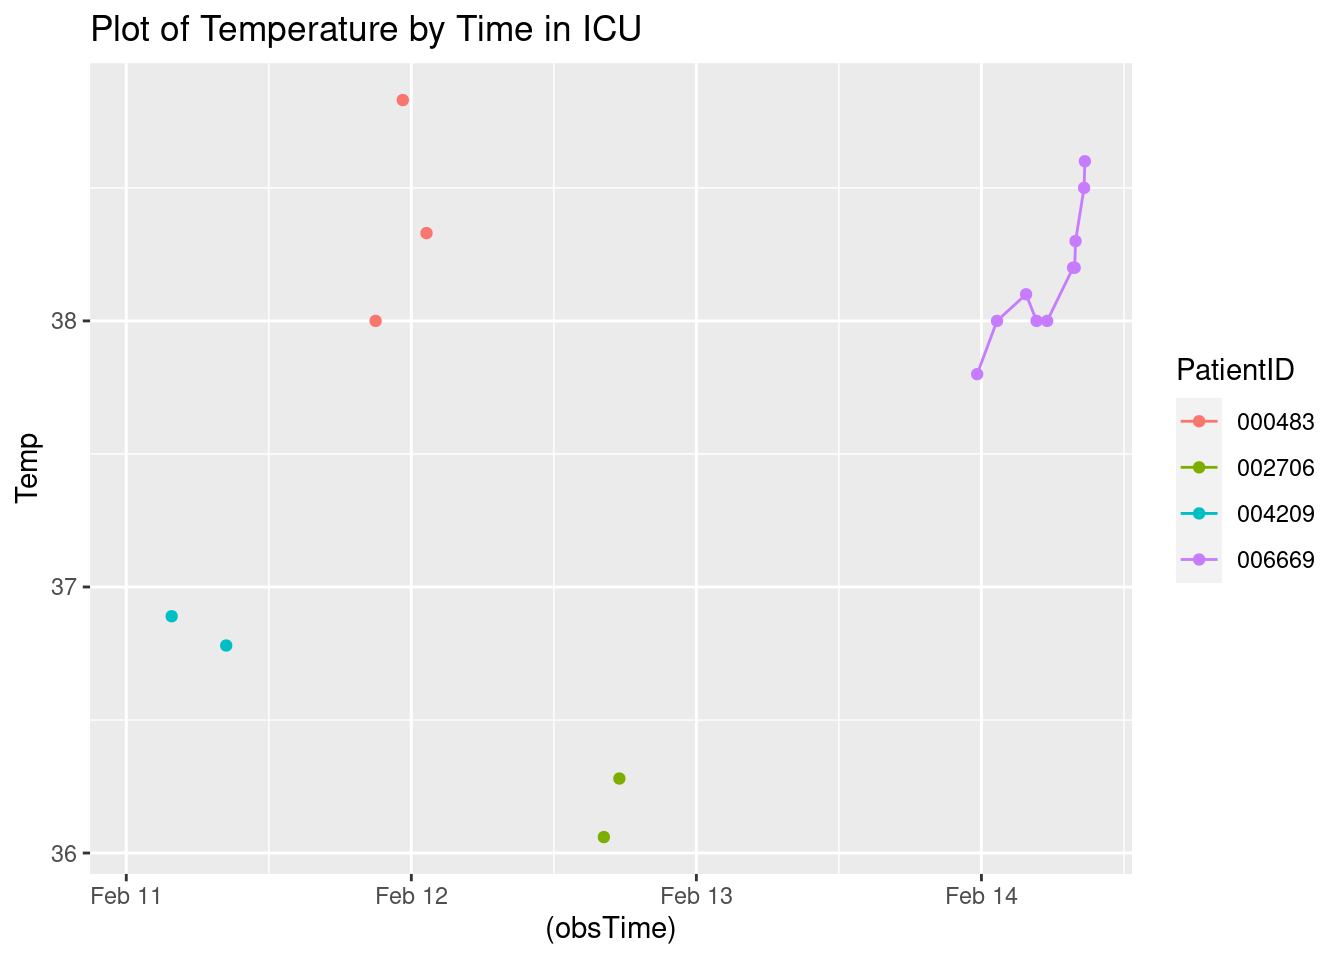 Plot of Temperature by Time in ICU
Temp
38
37
36
Feb 11
Feb 12
Feb 13
Feb 14
(obsTime)
PatientID
000483
002706
004209
006669